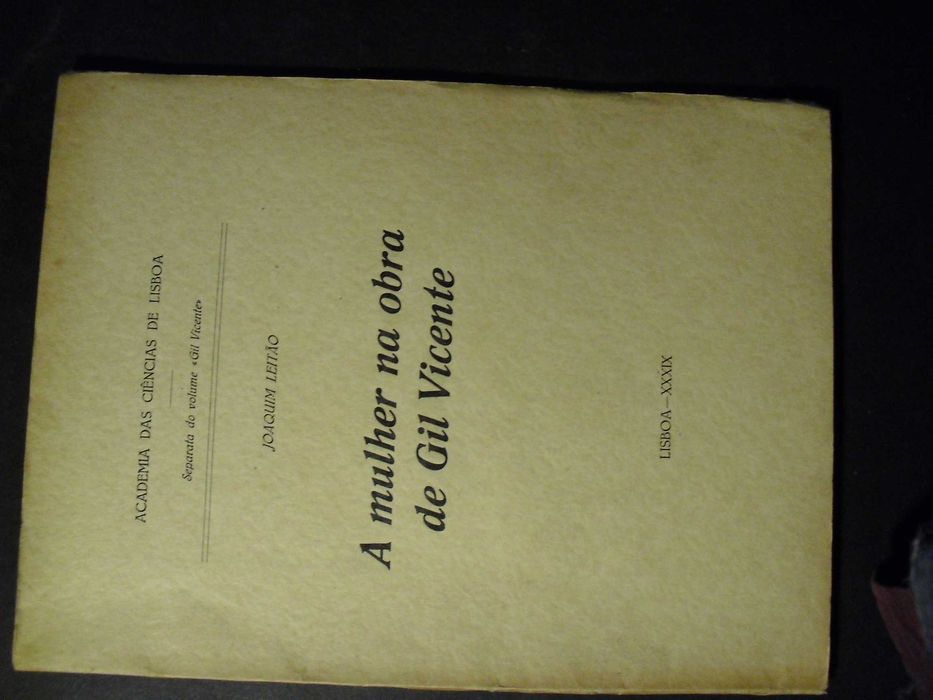 ACADEMIA DAS CIÊNCIAS DE LISBOA
Separata do volume «Gil Vicente»
JOAQUIM LEITÃO
A mulher na obra
de Gil Vicente
LISBOA — XXXIX